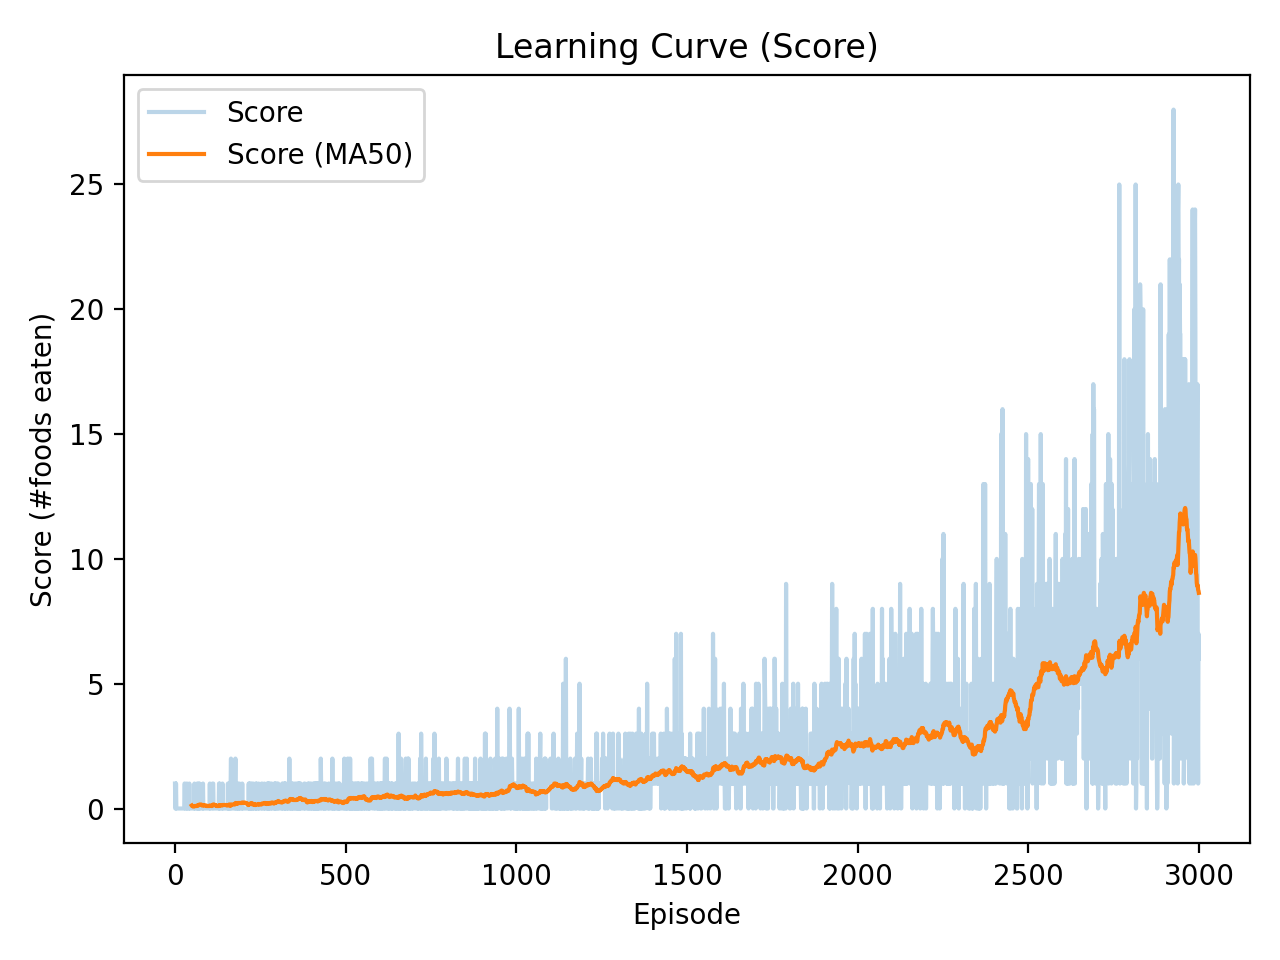 Learning Curve (Score)
Score
Score (MA50)
Score (#foods eaten)
25
20
15
10
5
0
0 500 1000 1500 2000 2500 3000
Episode